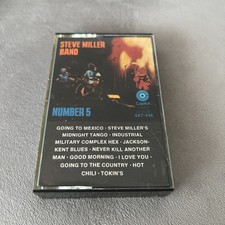 STEVE MILLER
BAND
Capitol
NUMBER 5
GOING TO MEXICO · STEVE MILLER'S
MIDNIGHT TANGO · INDUSTRIAL
MILITARY COMPLEX HEX · JACKSON-
KENT BLUES · NEVER KILL ANOTHER
MAN · GOOD MORNING · I LOVE YOU ·
GOING TO THE COUNTRY · HOT
CHILI · TOKIN'S